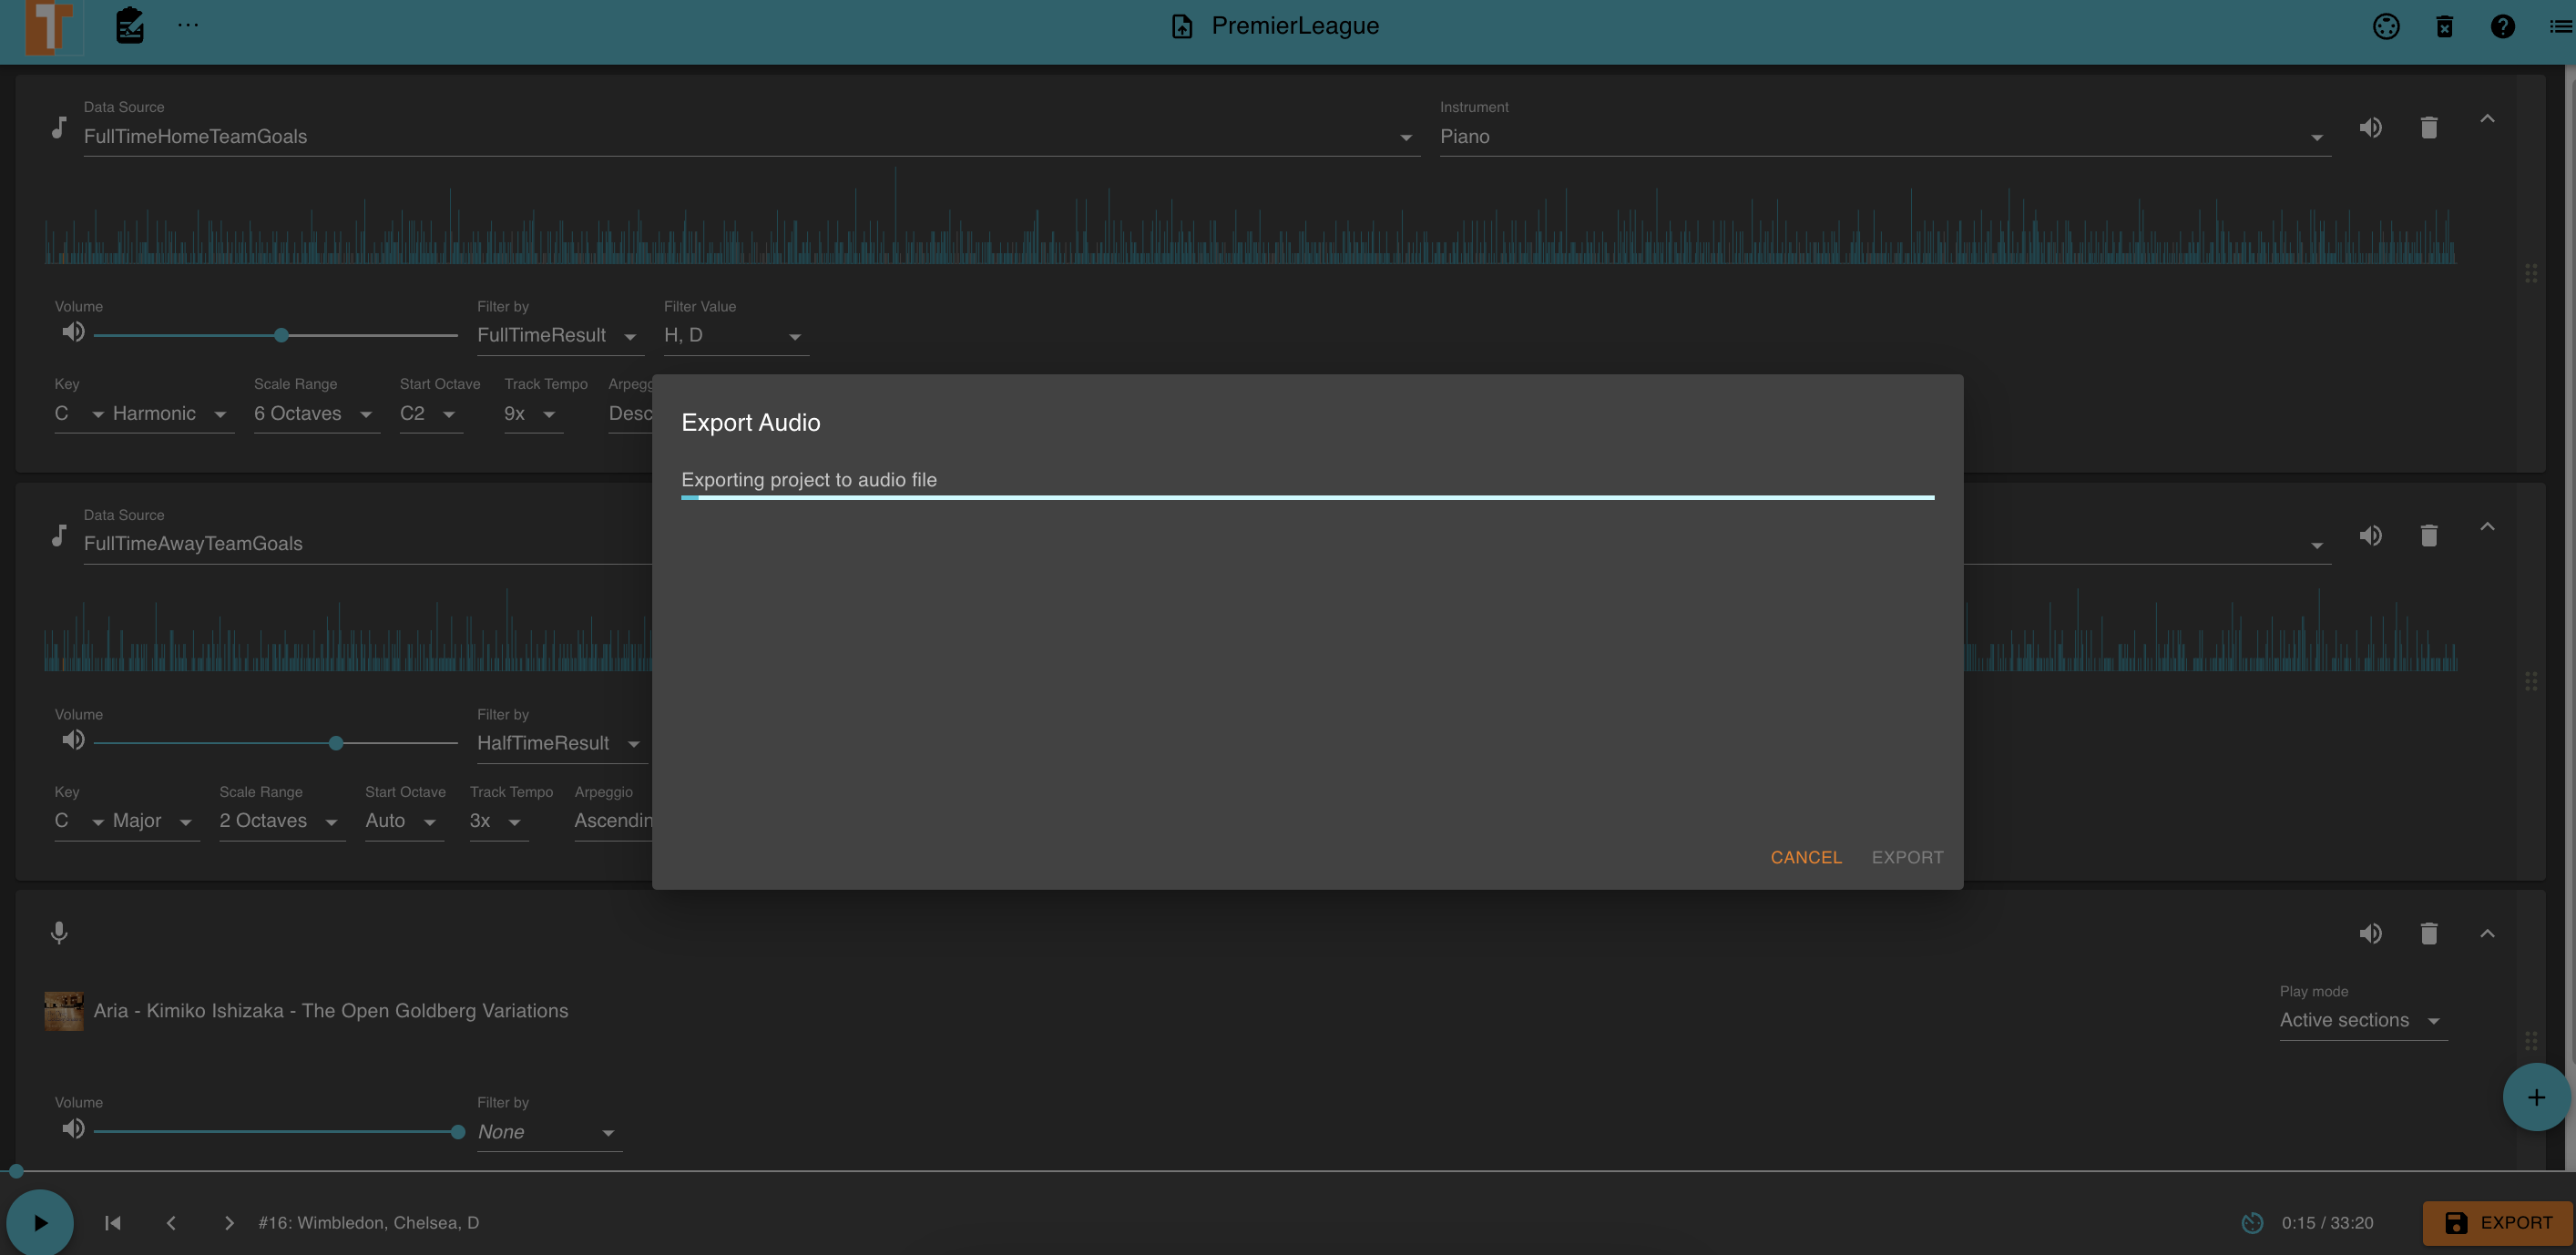 PremierLeague
Data Source
FullTimeHomeTeamGoals
Instrument
Piano
Volume
Filter by
FullTimeResult
Filter Value
H, D
Key
C
Harmonic
Scale Range
6 Octaves
Start Octave
C2
Track Tempo
9x
Arpegg
Desc
Export Audio
Exporting project to audio file
CANCEL
EXPORT
Data Source
FullTimeAwayTeamGoals
Volume
Filter by
HalfTimeResult
Key
C
Major
Scale Range
2 Octaves
Start Octave
Auto
Track Tempo
3x
Arpeggio
Ascendin
Aria - Kimiko Ishizaka - The Open Goldberg Variations
Play mode
Active sections
Volume
Filter by
None
#16: Wimbledon, Chelsea, D
0:15 / 33:20
EXPORT